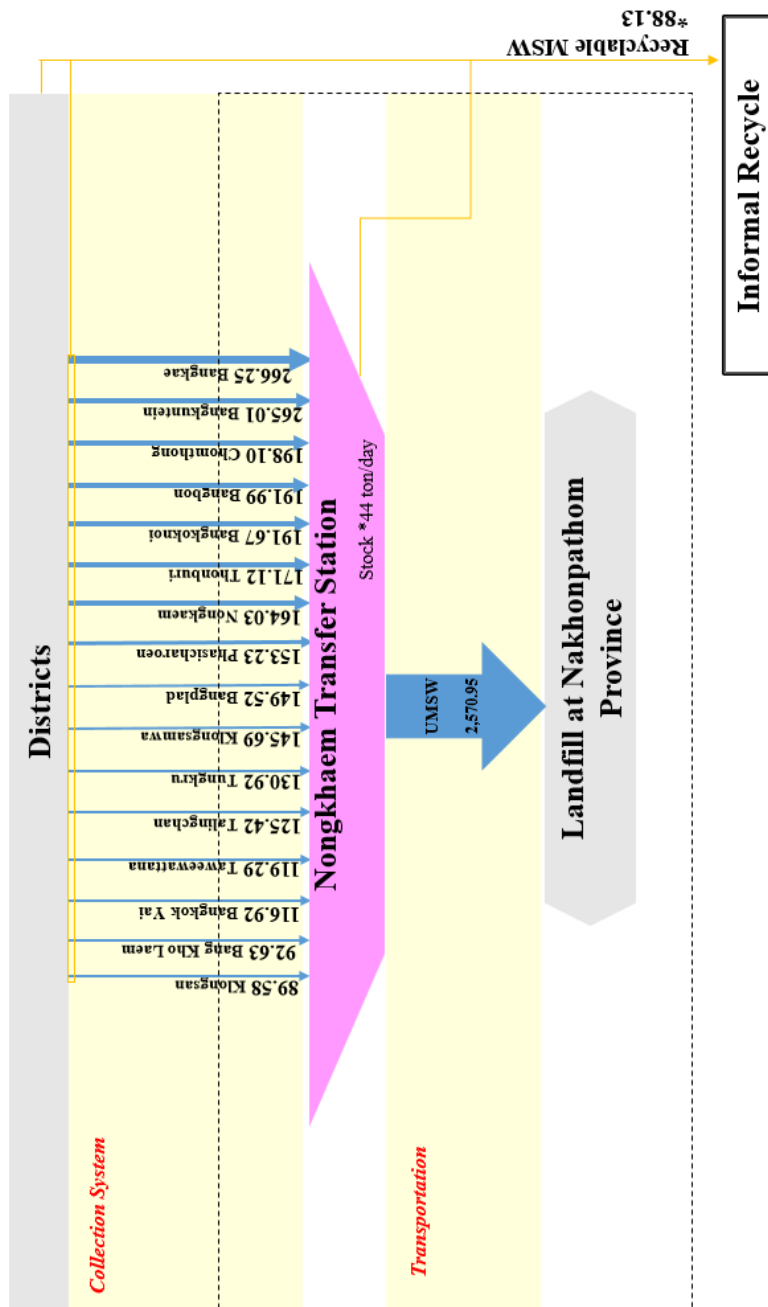 Districts
Collection System
266.25 Bangkae
265.01 Bangkuntein
198.10 Chomthong
191.99 Bangbon
191.67 Bangkoknoi
171.12 Thonburi
164.03 Nongkaem
153.23 Phasicharoen
149.52 Bangplad
145.69 Klongsamwa
130.92 Tungkru
125.42 Talingchan
119.29 Taweewattana
116.92 Bangkok Yai
92.63 Bang Kho Laem
89.58 Klongsan
Nongkhaem Transfer Station
Stock *44 ton/day
Transportation
UMSW
2,570.95
Landfill at Nakhonpathom
Province
Recyclable MSW
*88.13
Informal Recycle